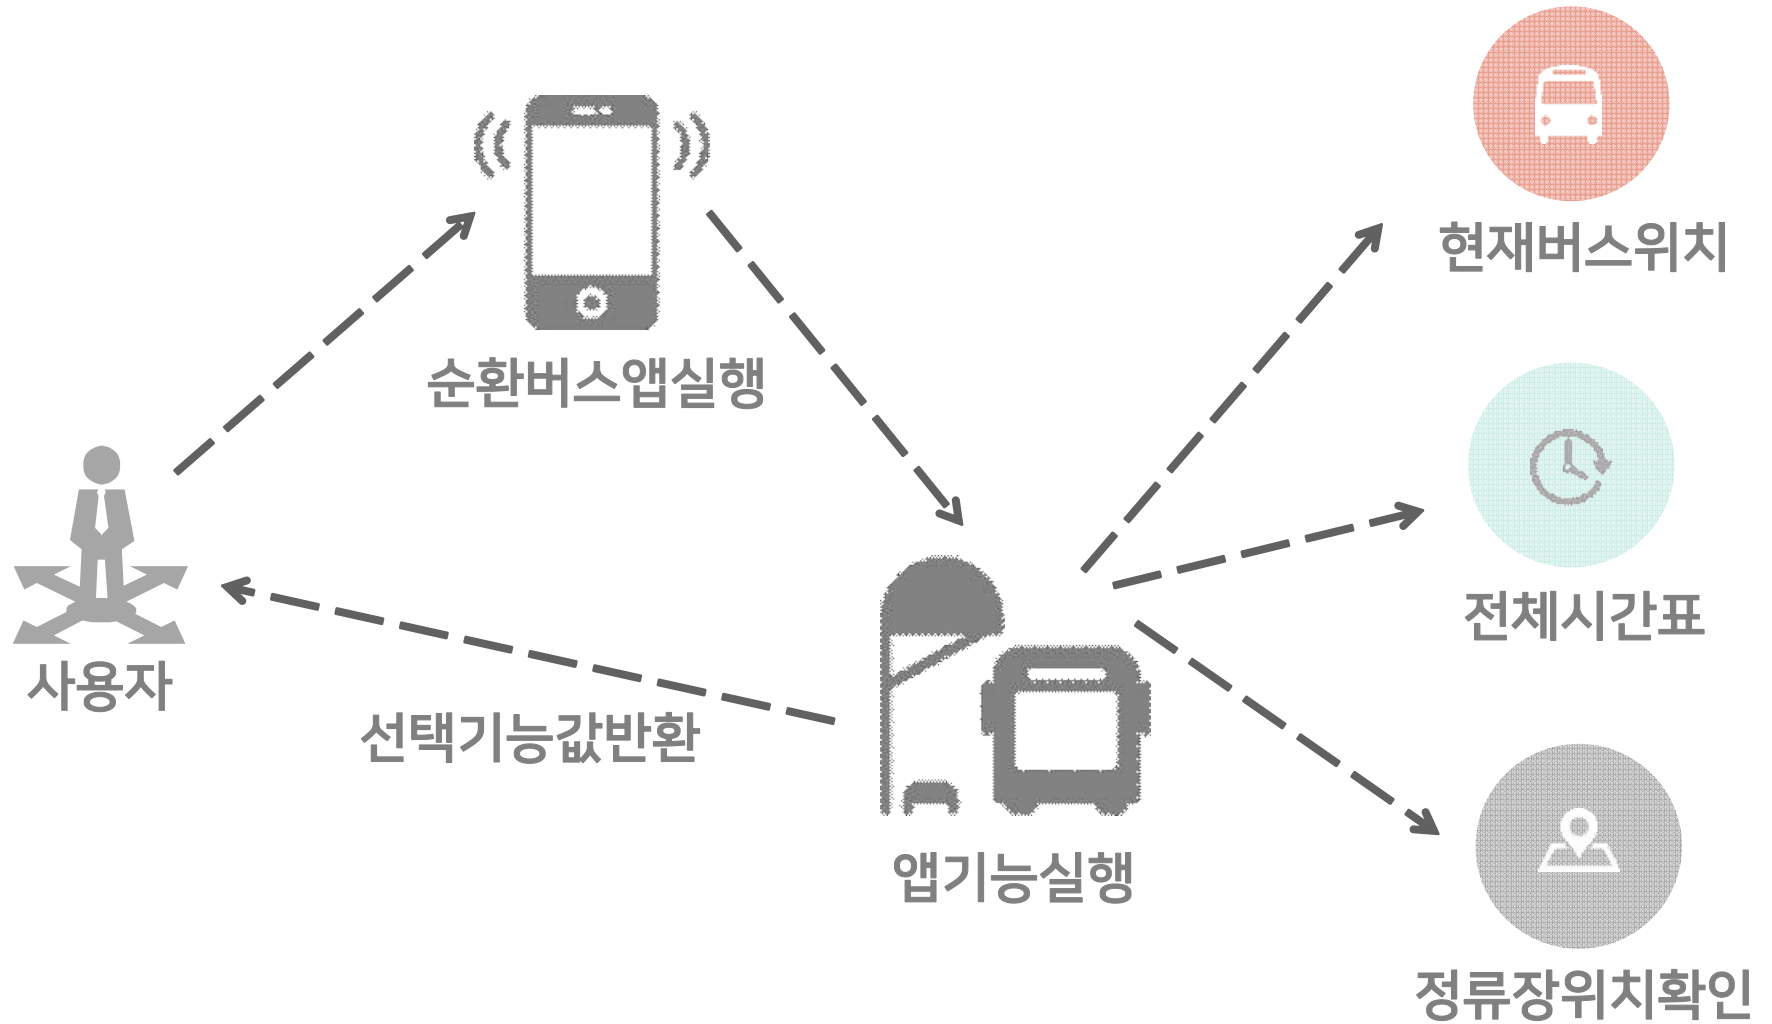 현재버스위치
순환버스앱실행
전체시간표
사용자
선택기능값반환
앱기능실행
정류장위치확인